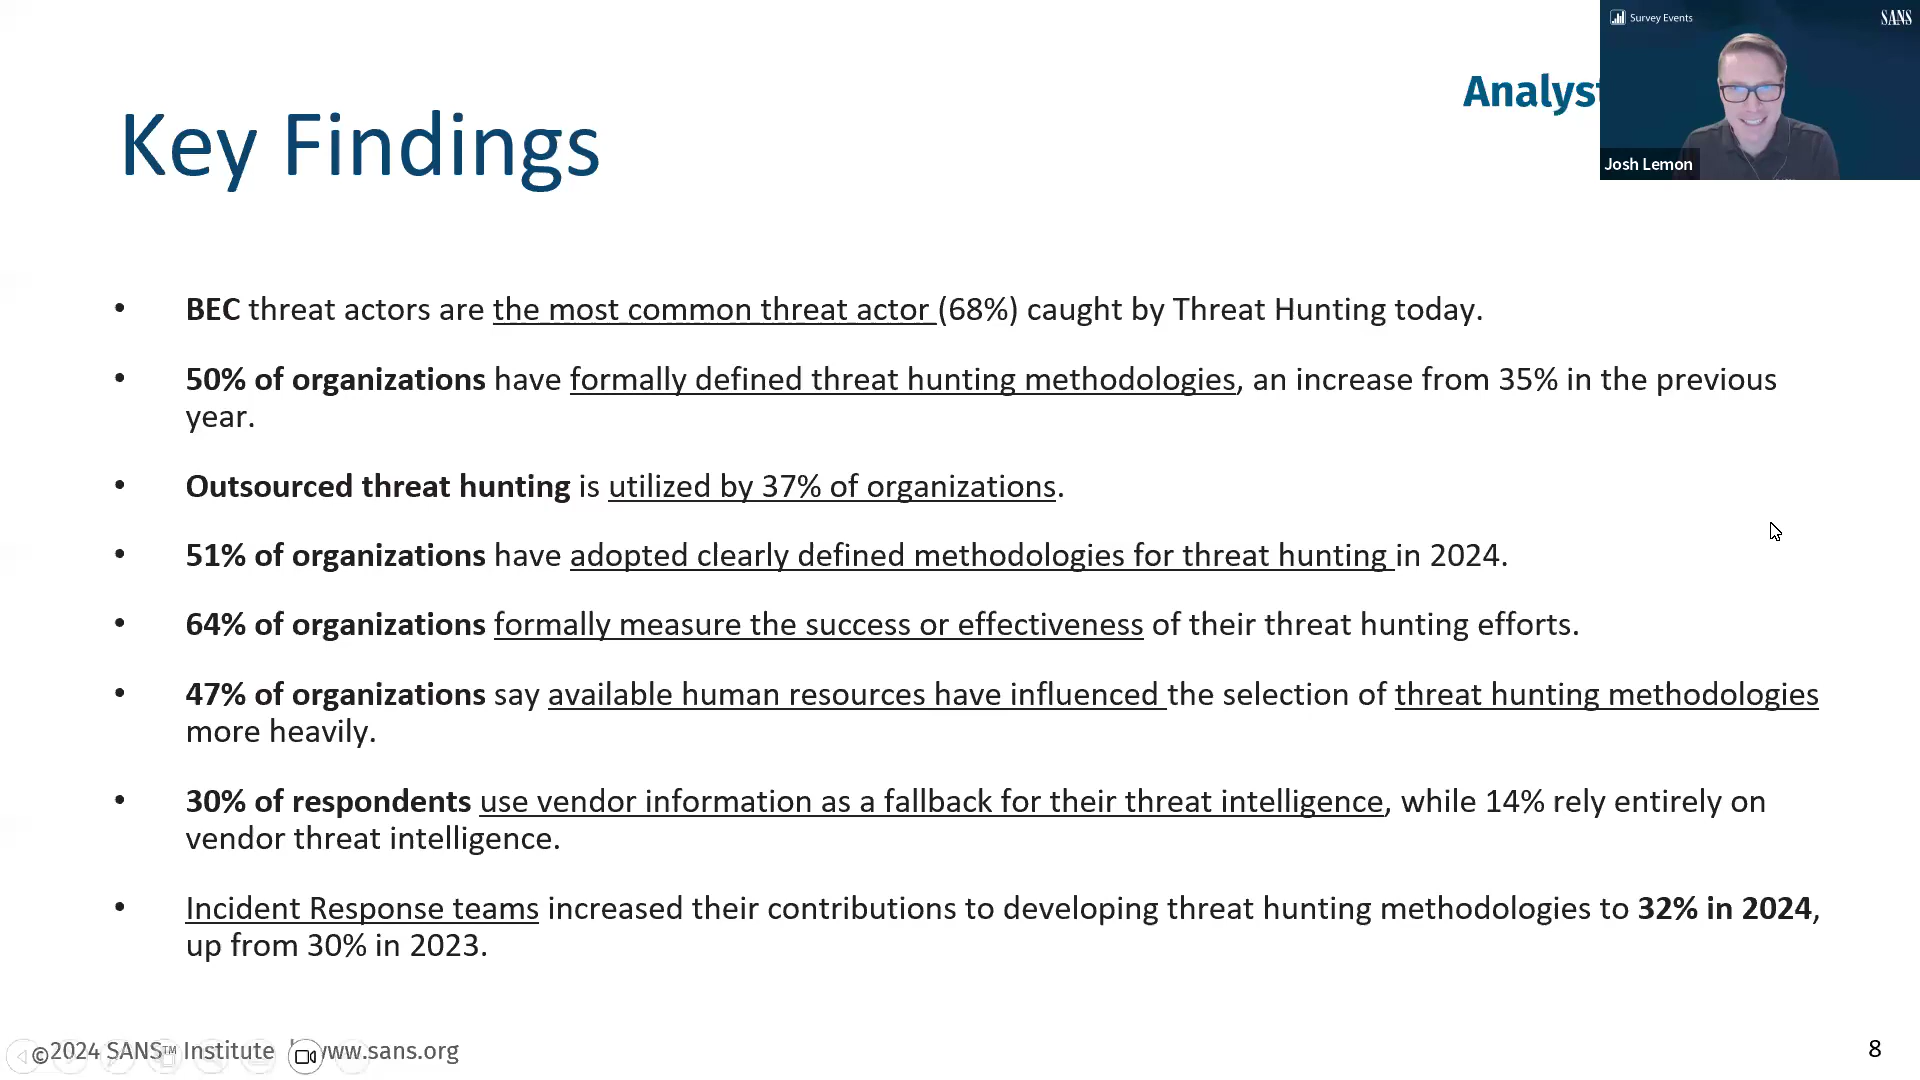 Survey Events
SANS
Analyst
Josh Lemon
Key Findings
• BEC threat actors are the most common threat actor (68%) caught by Threat Hunting today.
• 50% of organizations have formally defined threat hunting methodologies, an increase from 35% in the previous
year.
• Outsourced threat hunting is utilized by 37% of organizations.
• 51% of organizations have adopted clearly defined methodologies for threat hunting in 2024.
• 64% of organizations formally measure the success or effectiveness of their threat hunting efforts.
• 47% of organizations say available human resources have influenced the selection of threat hunting methodologies
more heavily.
• 30% of respondents use vendor information as a fallback for their threat intelligence, while 14% rely entirely on
vendor threat intelligence.
• Incident Response teams increased their contributions to developing threat hunting methodologies to 32% in 2024,
up from 30% in 2023.
©2024 SANS™ Institute | www.sans.org
8